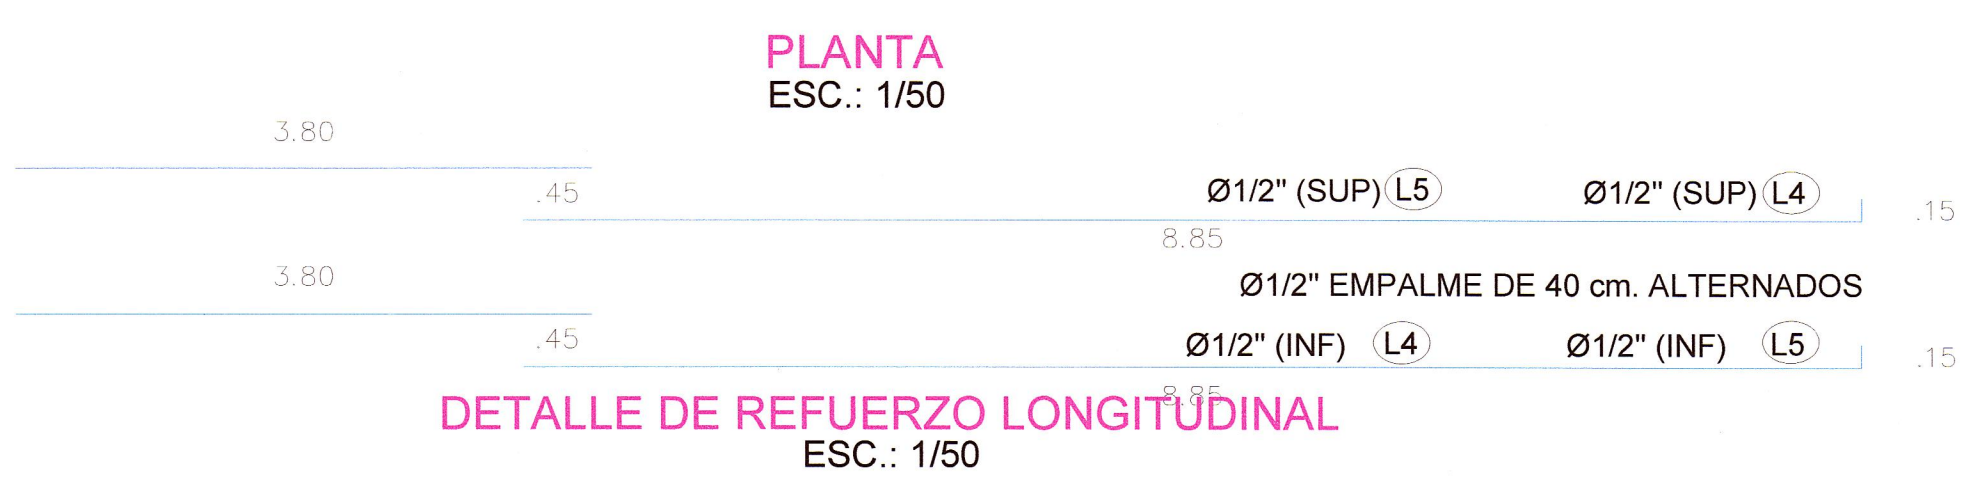 PLANTA
ESC.: 1/50
3.80
.45
Ø1/2" (SUP) L5
Ø1/2" (SUP) L4
.15
8.85
3.80
Ø1/2" EMPALME DE 40 cm. ALTERNADOS
.45
Ø1/2" (INF) L4
Ø1/2" (INF) L5
.15
8.85
DETALLE DE REFUERZO LONGITUDINAL
ESC.: 1/50